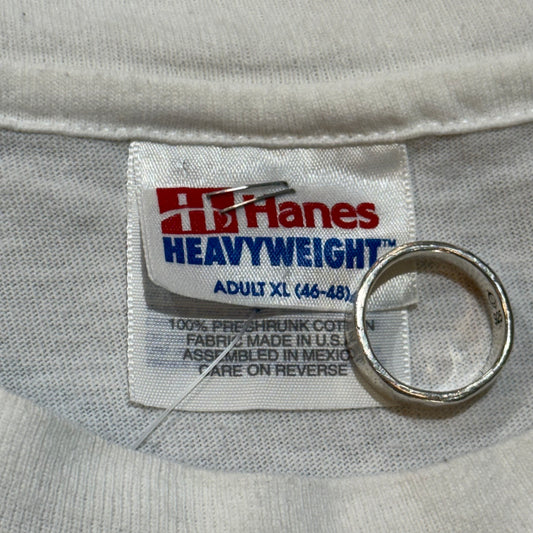 Hanes
HEAVYWEIGHT™
ADULT XL (46-48)
100% PRESHRUNK COTTON
FABRIC MADE IN U.S.
ASSEMBLED IN MEXICO
CARE ON REVERSE